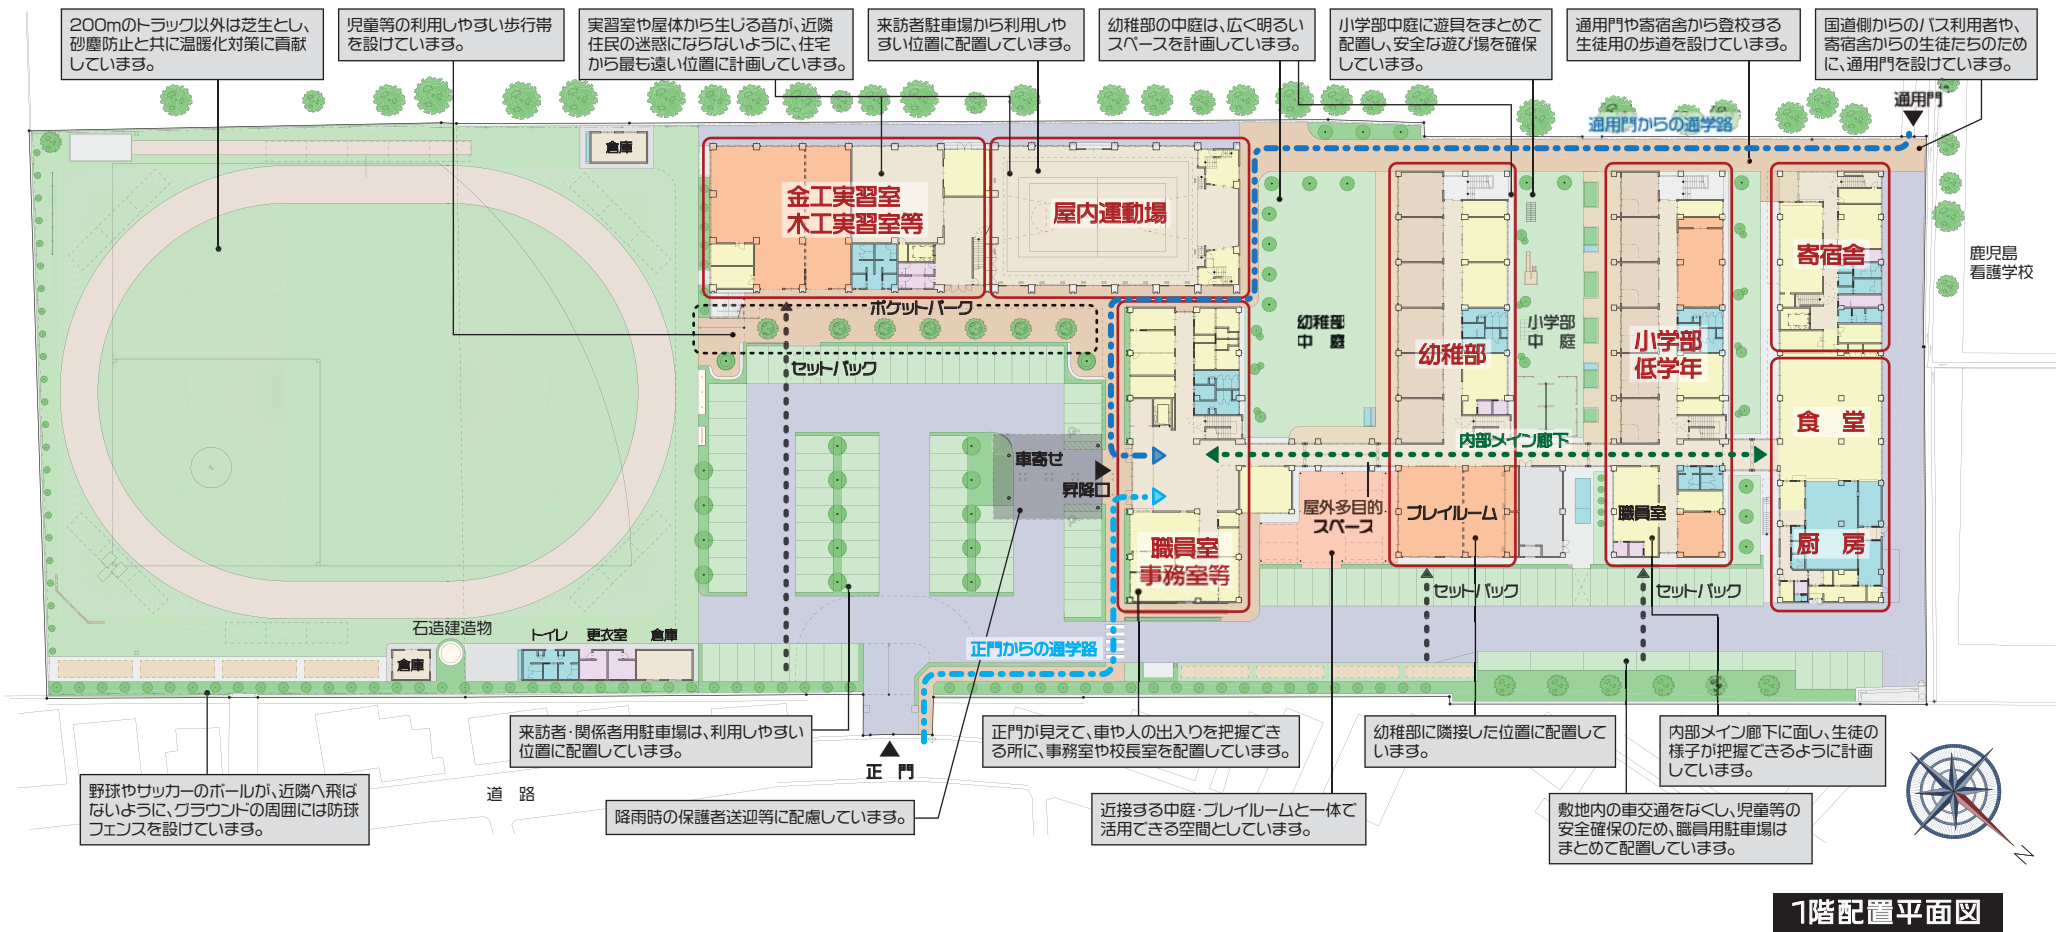 200mのトラック以外は芝生とし、
砂塵防止と共に温暖化対策に貢献
しています。
児童等の利用しやすい歩行帯
を設けています。
実習室や屋体から生じる音が、近隣
住民の迷惑にならないように、住宅
から最も遠い位置に計画しています。
来訪者駐車場から利用しや
すい位置に配置しています。
幼稚部の中庭は、広く明るい
スペースを計画しています。
小学部中庭に遊具をまとめて
配置し、安全な遊び場を確保
しています。
通用門や寄宿舎から登校する
生徒用の歩道を設けています。
国道側からのバス利用者や、
寄宿舎からの生徒たちのため
に、通用門を設けています。
通用門
通用門からの通学路
倉庫
金工実習室
木工実習室等
屋内運動場
寄宿舎
鹿児島
看護学校
ポケットパーク
セットバック
幼稚部
中 庭
幼稚部
小学部
中 庭
小学部
低学年
食 堂
内部メイン廊下
車寄せ
昇降口
屋外多目的
スペース
プレイルーム
職員室
厨 房
職員室
事務室等
セットバック
セットバック
石造建造物
トイレ
更衣室
倉庫
倉庫
正門からの通学路
来訪者・関係者用駐車場は、利用しやすい
位置に配置しています。
正門が見えて、車や人の出入りを把握でき
る所に、事務室や校長室を配置しています。
幼稚部に隣接した位置に配置して
います。
内部メイン廊下に面し、生徒の
様子が把握できるように計画
しています。
正 門
道 路
野球やサッカーのボールが、近隣へ飛ば
ないように、グラウンドの周囲には防球
フェンスを設けています。
降雨時の保護者送迎等に配慮しています。
近接する中庭・プレイルームと一体で
活用できる空間としています。
敷地内の車交通をなくし、児童等の
安全確保のため、職員用駐車場は
まとめて配置しています。
N
1階配置平面図